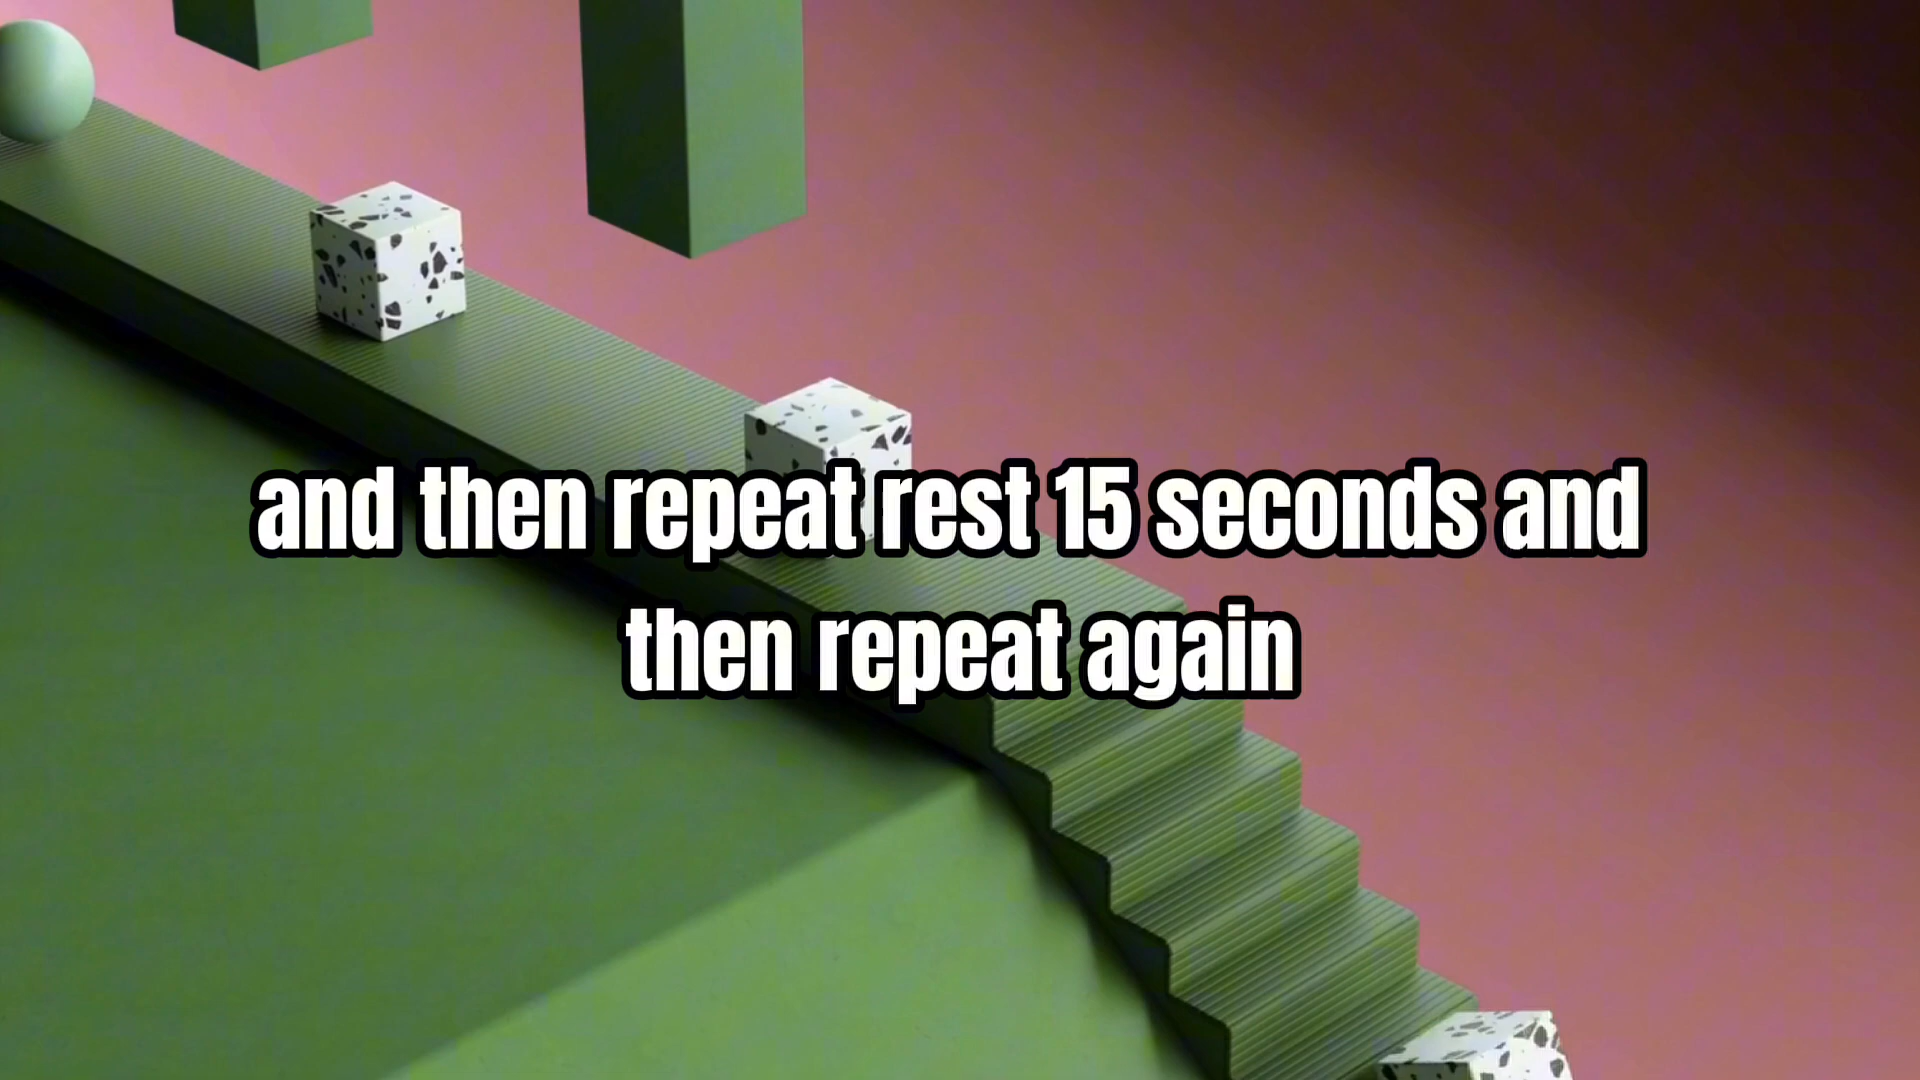 and then repeat rest 15 seconds and
then repeat again